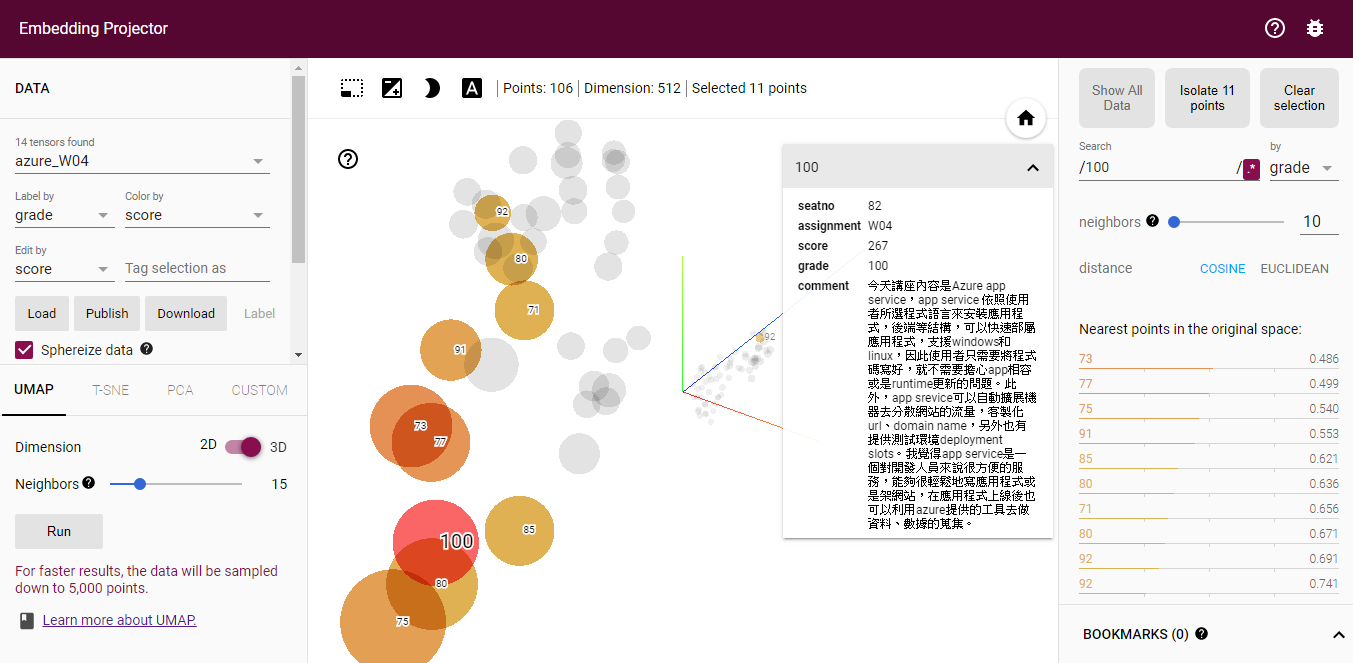 Embedding Projector
DATA
14 tensors found
azure_W04
Label by
Color by
grade
score
Edit by
score
Tag selection as
Load
Publish
Download
Label
Sphereize data
UMAP
T-SNE
PCA
CUSTOM
Dimension
2D
3D
Neighbors
15
Run
For faster results, the data will be sampled
down to 5,000 points.
Learn more about UMAP.
A
Points: 106
Dimension: 512
Selected 11 points
92
80
71
91
73
77
100
85
80
75
92
100
seatno 82
assignment W04
score 267
grade 100
comment 今天講座內容是Azure app
service，app service 依照使用
者所選程式語言來安裝應用程
式，後端等結構，可以快速部屬
應用程式，支援windows和
linux，因此使用者只需要將程式
碼寫好，就不需要擔心app相容
或是runtime更新的問題。此
外，app srevice可以自動擴展機
器去分散網站的流量，客製化
url、domain name，另外也有
提供測試環境deployment
slots。我覺得app service是一
個對開發人員來說很方便的服
務，能夠很輕鬆地寫應用程式或
是架網站，在應用程式上線後也
可以利用azure提供的工具去做
資料、數據的蒐集。
Show All
Data
Isolate 11
points
Clear
selection
Search
by
/100
/
.*
grade
neighbors
10
distance
COSINE
EUCLIDEAN
Nearest points in the original space:
73 0.486
77 0.499
75 0.540
91 0.553
85 0.621
80 0.636
71 0.656
80 0.671
92 0.691
92 0.741
BOOKMARKS (0)